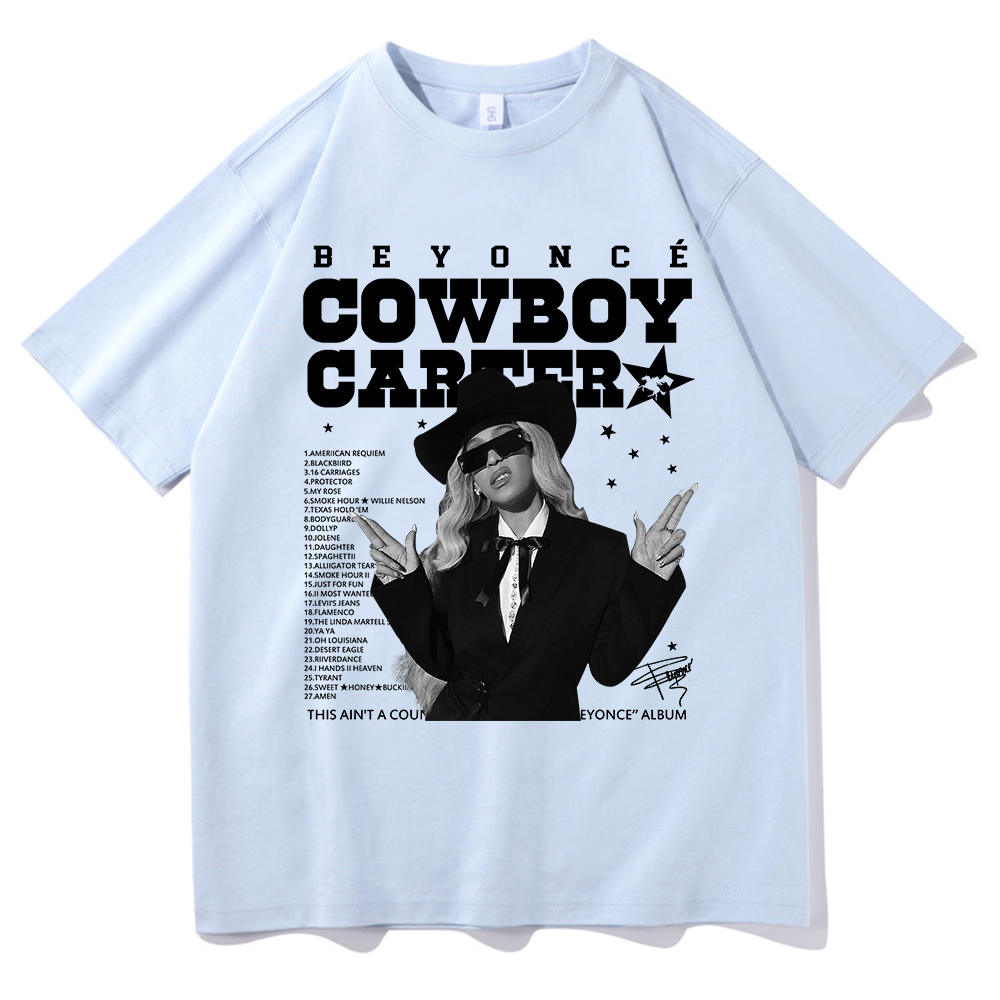 UHG
BEYONCÉ
COWBOY
CARTER
1.AMERIICAN REQUIEM
2.BLACKBIIRD
3.16 CARRIAGES
4.PROTECTOR
5.MY ROSE
6.SMOKE HOUR★ WILLIE NELSON
7.TEXAS HOLD'EM
8.BODYGUARD
9.DOLLYP
10.JOLENE
11.DAUGHTER
12.SPAGHETTII
13.ALLIIGATOR TEARS
14.SMOKE HOUR II
15.JUST FOR FUN
16.II MOST WANTE
17.LEVII'S JEANS
18.FLAMENCO
19.THE LINDA MARTELL
20.YA YA
21.OH LOUISIANA
22.DESERT EAGLE
23.RIIVERDANCE
24.I HANDS II HEAVEN
25.TYRANT
26.SWEET ★HONEY★BUCKII
27.AMEN
THIS AIN'T A COUN EYONCE” ALBUM